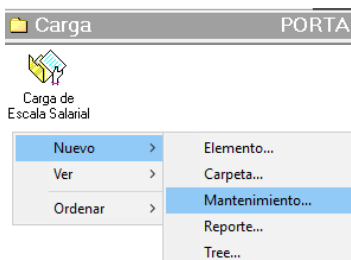 Carga PORTA
Carga de
Escala Salarial
Nuevo
Ver
Ordenar
Elemento...
Carpeta...
Mantenimiento...
Reporte...
Tree...